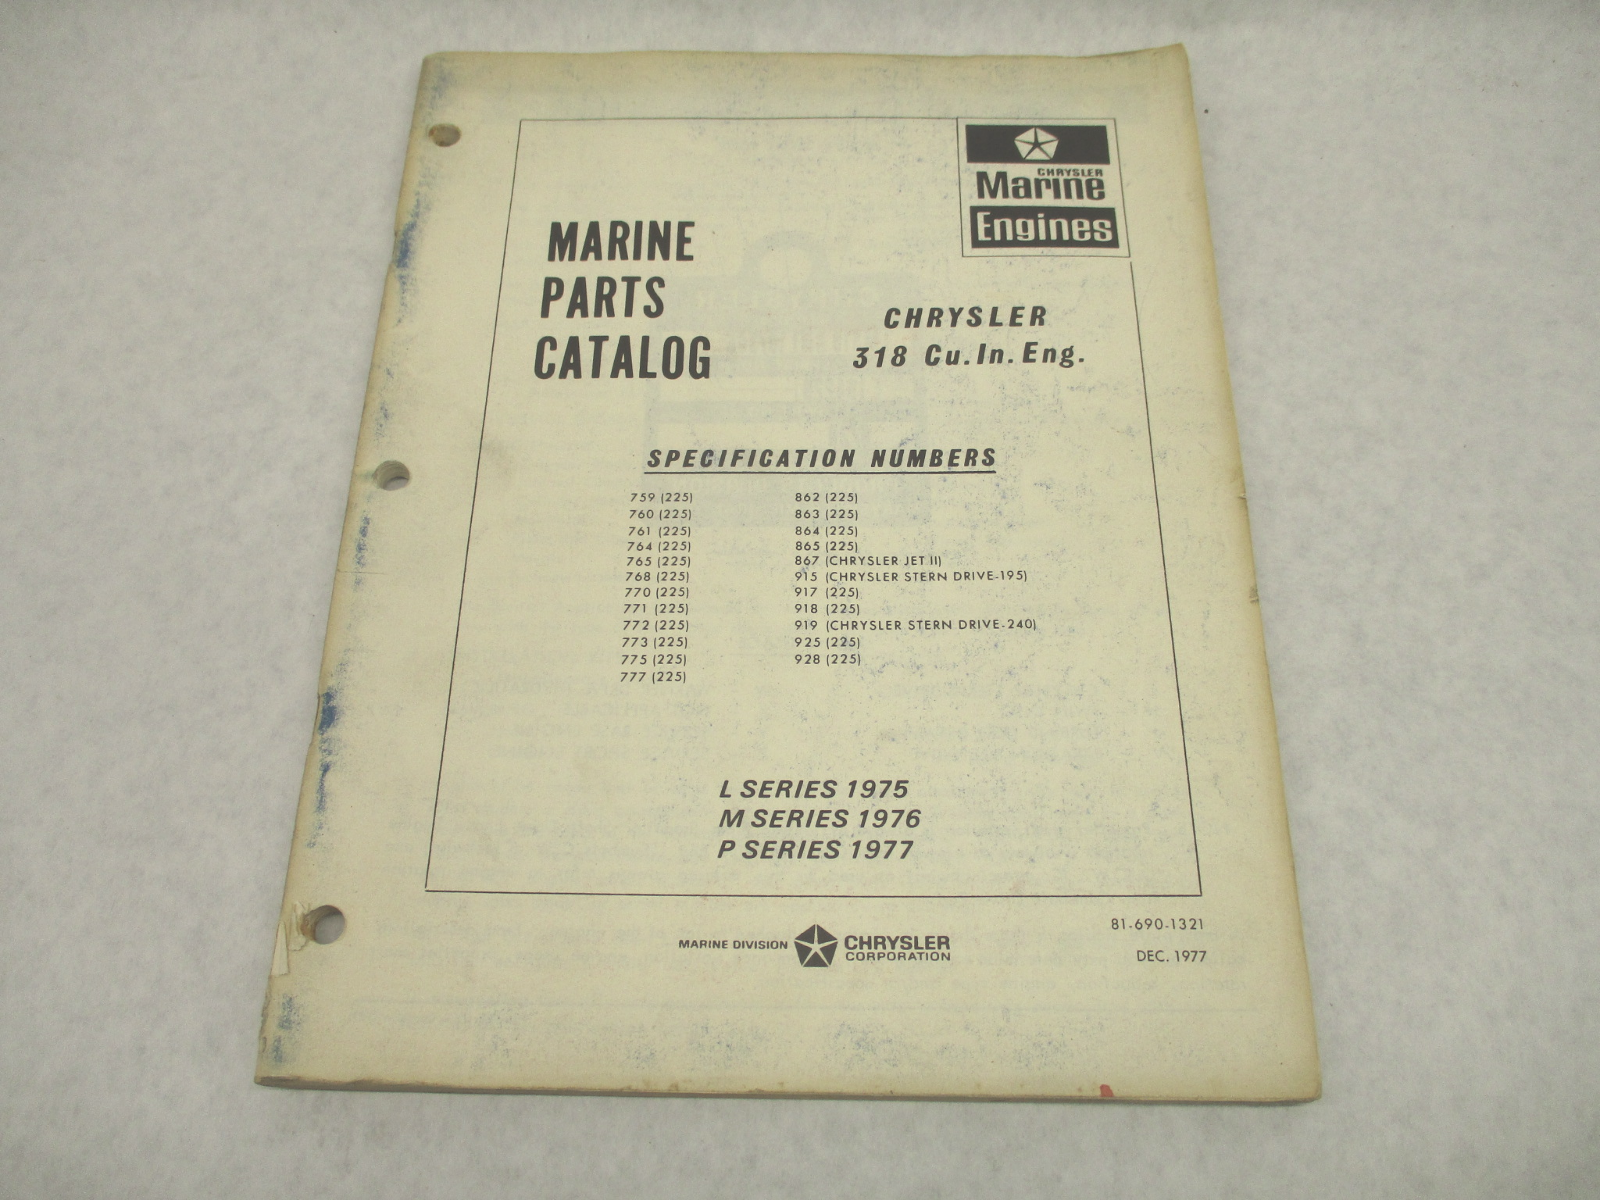 CHRYSLER
Marine
Engines
MARINE
PARTS
CATALOG
CHRYSLER
318 Cu. In. Eng.
SPECIFICATION NUMBERS
759 (225)
760 (225)
761 (225)
764 (225)
765 (225)
768 (225)
770 (225)
771 (225)
772 (225)
773 (225)
775 (225)
777 (225)
862 (225)
863 (225)
864 (225)
865 (225)
867 (CHRYSLER JET II)
915 (CHRYSLER STERN DRIVE-195)
917 (225)
918 (225)
919 (CHRYSLER STERN DRIVE-240)
925 (225)
928 (225)
L SERIES 1975
M SERIES 1976
P SERIES 1977
MARINE DIVISION CHRYSLER
CORPORATION
81-690-1321
DEC. 1977